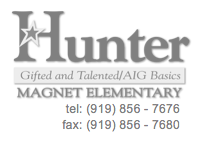 Hunter
Gifted and Talented/AIG Basics
MAGNET ELEMENTARY
tel: (919) 856 - 7676
fax: (919) 856 - 7680